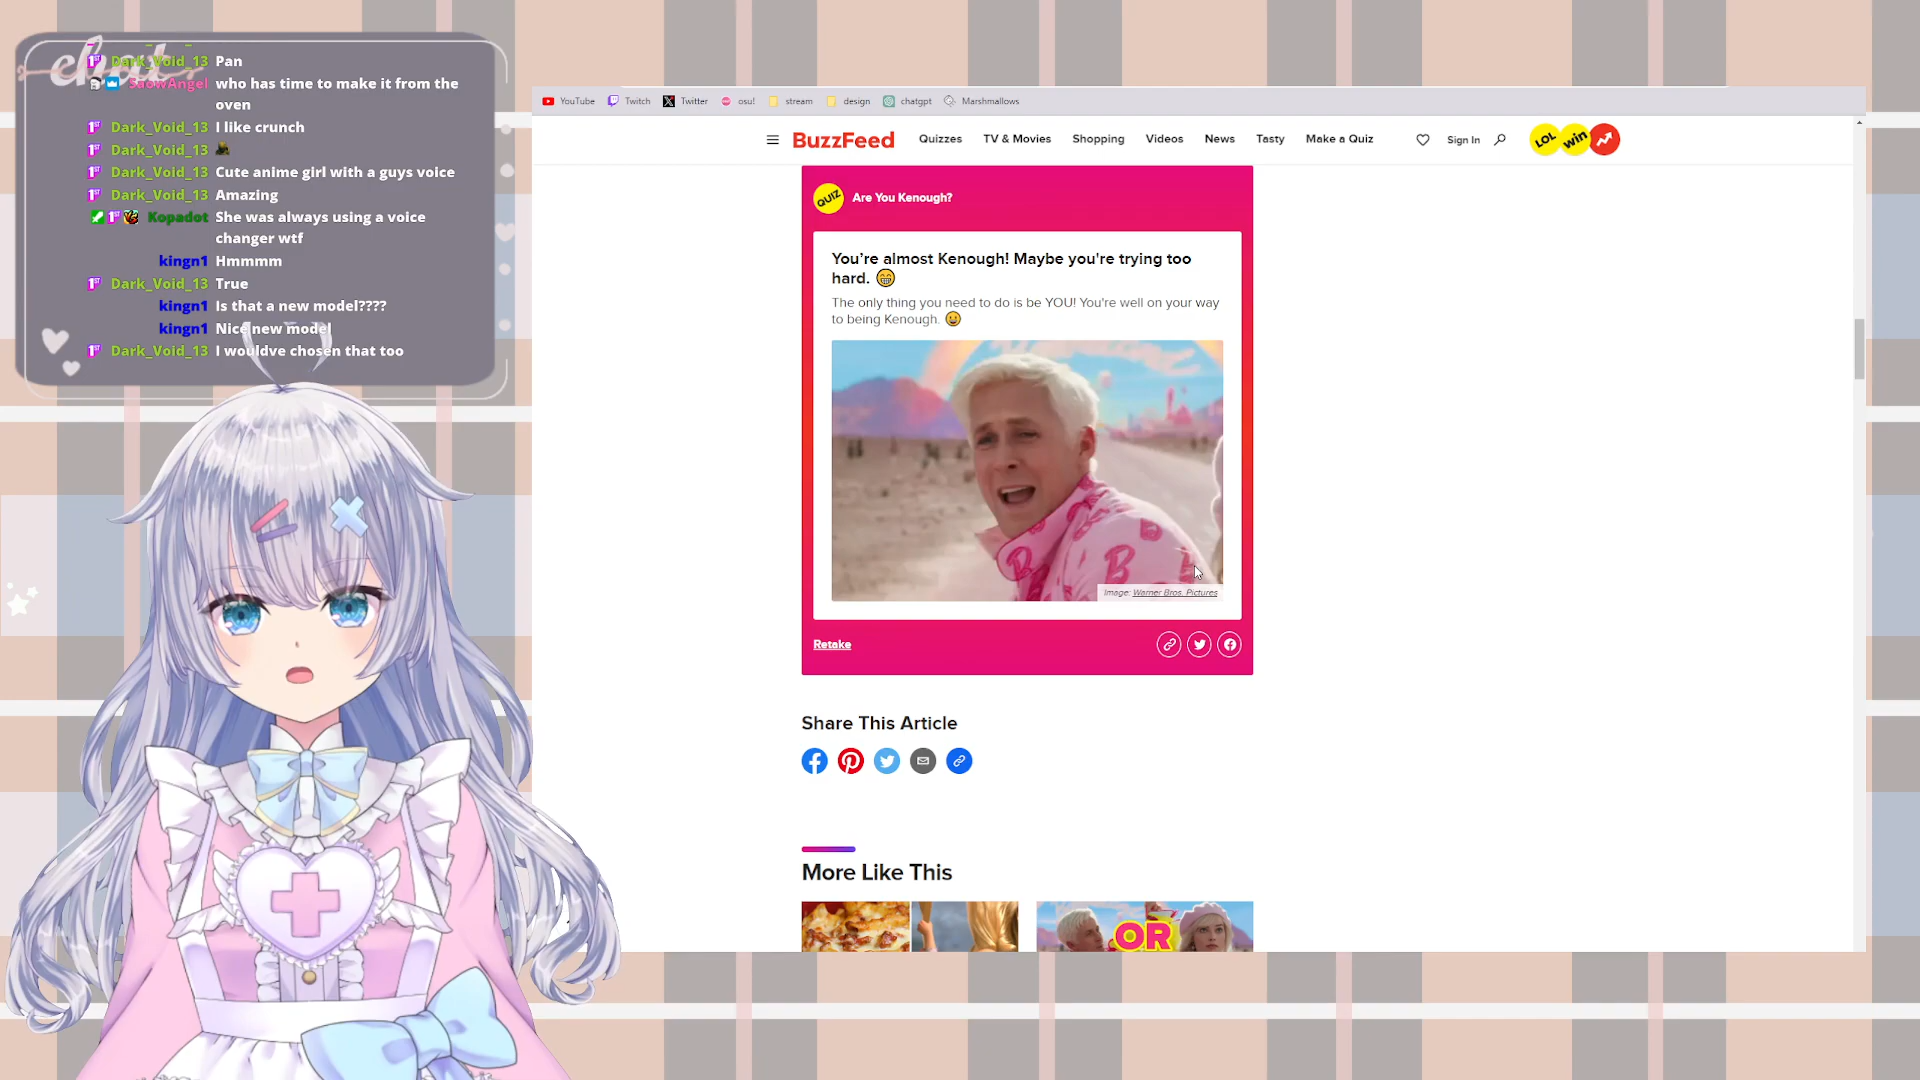 chat
Dark_Void_13 Pan
SnowAngel who has time to make it from the
oven
Dark_Void_13 I like crunch
Dark_Void_13
Dark_Void_13 Cute anime girl with a guys voice
Dark_Void_13 Amazing
Kopadot She was always using a voice
changer wtf
kingn1 Hmmmm
Dark_Void_13 True
kingn1 Is that a new model????
kingn1 Nice new model
Dark_Void_13 I wouldve chosen that too
YouTube Twitch Twitter osu! stream design chatgpt Marshmallows
BuzzFeed Quizzes TV & Movies Shopping Videos News Tasty Make a Quiz Sign In LOL win
QUIZ Are You Kenough?
You're almost Kenough! Maybe you're trying too
hard.
The only thing you need to do is be YOU! You're well on your way
to being Kenough.
B B
Image: Warner Bros. Pictures
Retake
Share This Article
More Like This
OR